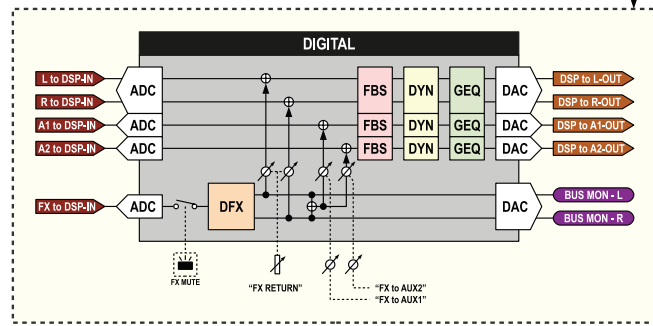 DIGITAL
L to DSP-IN
ADC
FBS
DYN
GEQ
DAC
DSP to L-OUT
R to DSP-IN
DSP to R-OUT
A1 to DSP-IN
ADC
FBS
DYN
GEQ
DAC
DSP to A1-OUT
A2 to DSP-IN
ADC
FBS
DYN
GEQ
DAC
DSP to A2-OUT
FX to DSP-IN
ADC
DFX
DAC
BUS MON - L
BUS MON - R
FX MUTE
"FX RETURN"
"FX to AUX2"
"FX to AUX1"